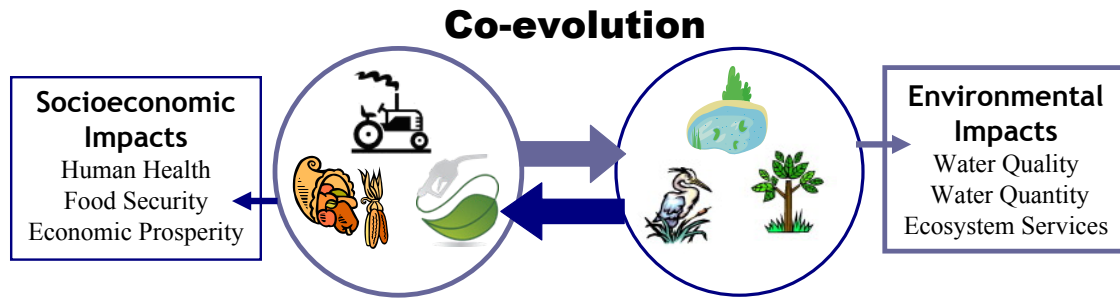 Co-evolution
Socioeconomic
Impacts
Human Health
Food Security
Economic Prosperity
Environmental
Impacts
Water Quality
Water Quantity
Ecosystem Services